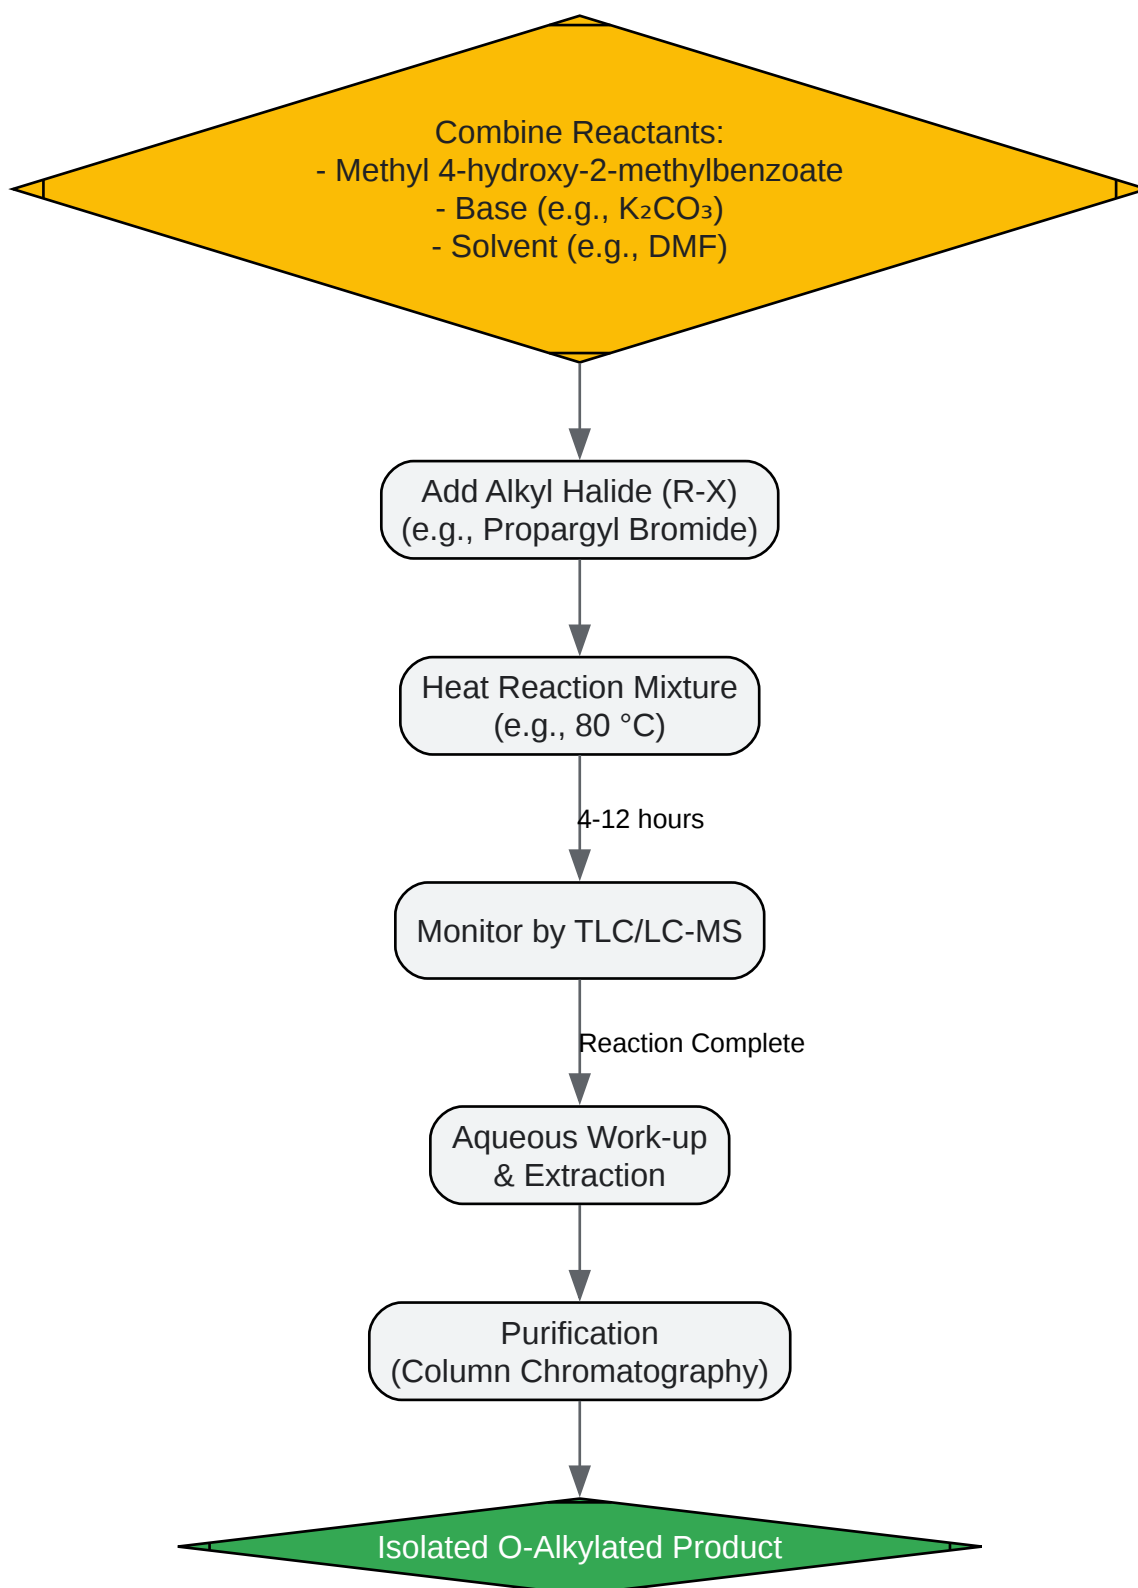 Combine Reactants:
- Methyl 4-hydroxy-2-methylbenzoate
- Base (e.g., K₂CO₃)
- Solvent (e.g., DMF)
Add Alkyl Halide (R-X)
(e.g., Propargyl Bromide)
Heat Reaction Mixture
(e.g., 80 °C)
4-12 hours
Monitor by TLC/LC-MS
Reaction Complete
Aqueous Work-up
& Extraction
Purification
(Column Chromatography)
Isolated O-Alkylated Product